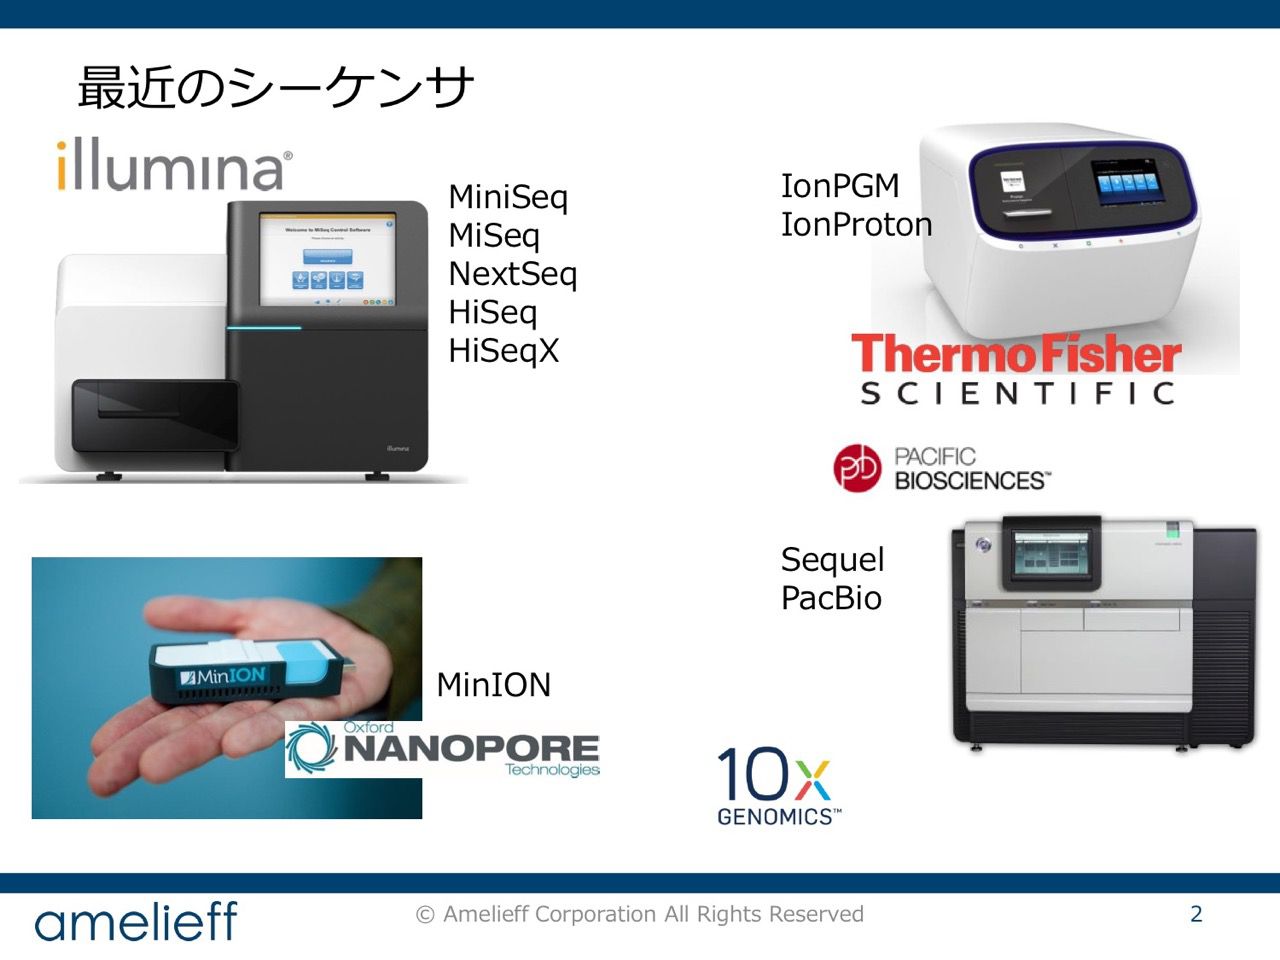 最近のシーケンサ
illumina®
Welcome to MiSeq Control Software
illumina
MiniSeq
MiSeq
NextSeq
HiSeq
HiSeqX
IonPGM
IonProton
ThermoFisher
SCIENTIFIC
PACIFIC
BIOSCIENCES™
Sequel
PacBio
MinION
MinION
Oxford
NANOPORE
Technologies
10x
GENOMICS™
amelieff
© Amelieff Corporation All Rights Reserved
2